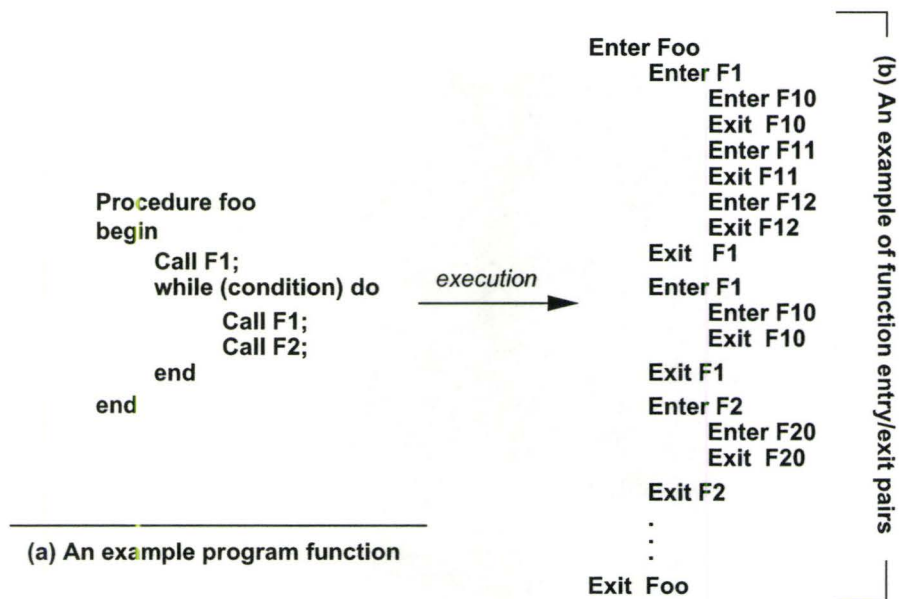 Procedure foo
begin
Call F1;
while (condition) do
Call F1;
Call F2;
end
end
(a) An example program function
execution
Enter Foo
Enter F1
Enter F10
Exit F10
Enter F11
Exit F11
Enter F12
Exit F12
Exit F1
Enter F1
Enter F10
Exit F10
Exit F1
Enter F2
Enter F20
Exit F20
Exit F2
.
.
.
Exit Foo
(b) An example of function entry/exit pairs